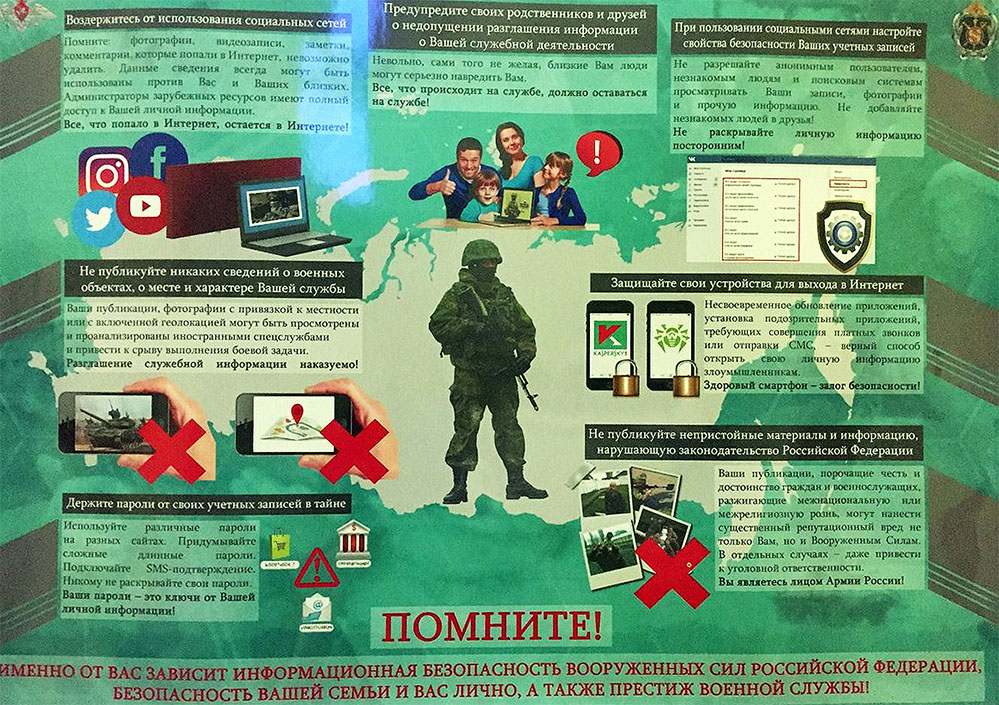 Воздержитесь от использования социальных сетей
Помните: фотографии, видеозаписи, заметки,
комментарии, которые попали в Интернет, невозможно
удалить. Данные сведения всегда могут быть
использованы против Вас и Ваших близких.
Администраторы зарубежных ресурсов имеют полный
доступ к Вашей личной информации.
Все, что попало в Интернет, остается в Интернете!
Предупредите своих родственников и друзей
о недопущении разглашения информации
о Вашей служебной деятельности
Невольно, сами того не желая, близкие Вам люди
могут серьезно навредить Вам.
Все, что происходит на службе, должно оставаться
на службе!
При пользовании социальными сетями настройте
свойства безопасности Ваших учетных записей
Не разрешайте анонимным пользователям,
незнакомым людям и поисковым системам
просматривать Ваши записи, фотографии
и прочую информацию. Не добавляйте
незнакомых людей в друзья!
Не раскрывайте личную информацию
посторонним!
Не публикуйте никаких сведений о военных
объектах, о месте и характере Вашей службы
Ваши публикации, фотографии с привязкой к местности
или с включенной геолокацией могут быть просмотрены
и проанализированы иностранными спецслужбами
и привести к срыву выполнения боевой задачи.
Разглашение служебной информации наказуемо!
Защищайте свои устройства для выхода в Интернет
Несвоевременное обновление приложений,
установка подозрительных приложений,
требующих совершения платных звонков
или отправки СМС, – верный способ
открыть свою личную информацию
злоумышленникам.
Здоровый смартфон – залог безопасности!
KASPERSKY
Не публикуйте непристойные материалы и информацию,
нарушающую законодательство Российской Федерации
Ваши публикации, порочащие честь и
достоинство граждан и военнослужащих,
разжигающие межнациональную или
межрелигиозную рознь, могут нанести
существенный репутационный вред не
только Вам, но и Вооруженным Силам.
В отдельных случаях – даже привести
к уголовной ответственности.
Вы являетесь лицом Армии России!
Держите пароли от своих учетных записей в тайне
Используйте различные пароли
на разных сайтах. Придумывайте
сложные длинные пароли.
Подключайте SMS-подтверждение.
Никому не раскрывайте свои пароли.
Ваши пароли – это ключи от Вашей
личной информации!
ПОМНИТЕ!
ИМЕННО ОТ ВАС ЗАВИСИТ ИНФОРМАЦИОННАЯ БЕЗОПАСНОСТЬ ВООРУЖЕННЫХ СИЛ РОССИЙСКОЙ ФЕДЕРАЦИИ,
БЕЗОПАСНОСТЬ ВАШЕЙ СЕМЬИ И ВАС ЛИЧНО, А ТАКЖЕ ПРЕСТИЖ ВОЕННОЙ СЛУЖБЫ!